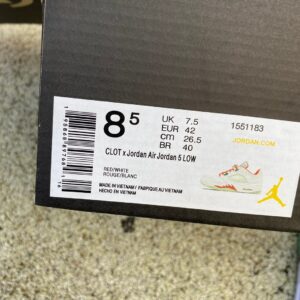 8 5
UK 7.5
EUR 42
cm 26.5
BR 40
1551183
JORDAN.COM
CLOT x Jordan Air Jordan 5 LOW
RED/WHITE
ROUGE/BLANC
MADE IN VIETNAM / FABRIQUE AU VIETNAM
HECHO EN VIETNAM